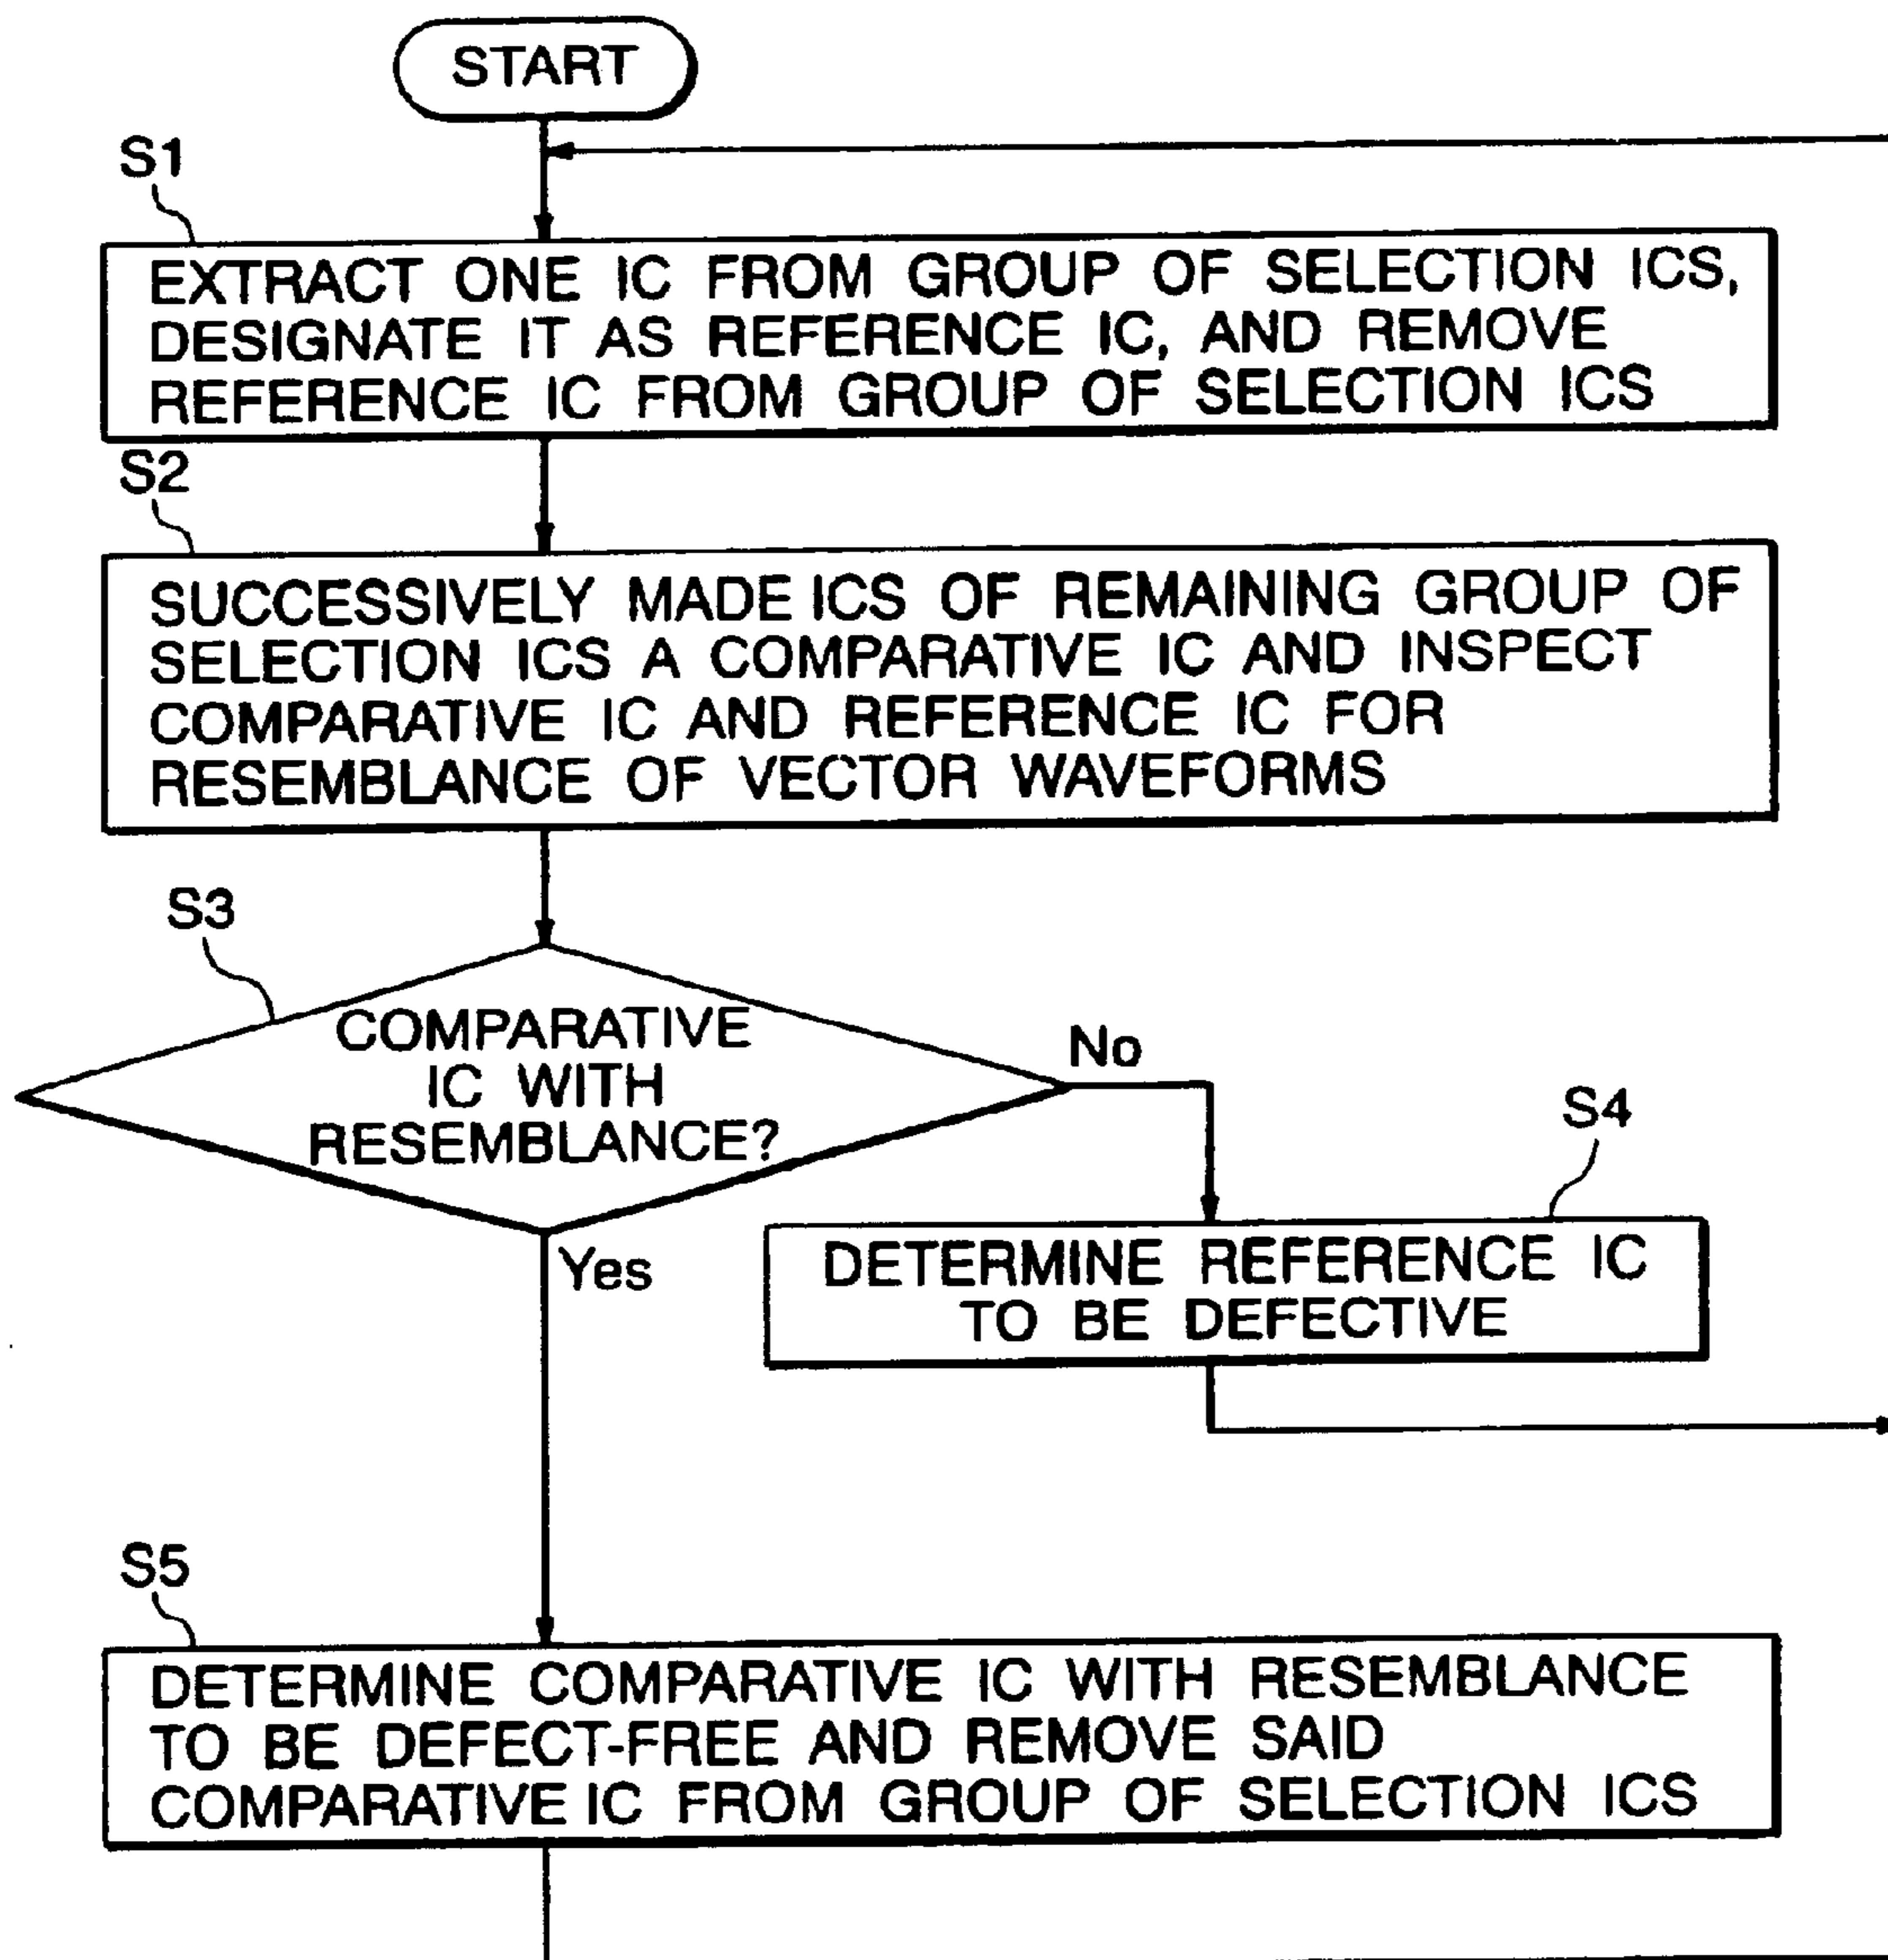 START
S1
EXTRACT ONE IC FROM GROUP OF SELECTION ICS,
DESIGNATE IT AS REFERENCE IC, AND REMOVE
REFERENCE IC FROM GROUP OF SELECTION ICS
S2
SUCCESSIVELY MADE ICS OF REMAINING GROUP OF
SELECTION ICS A COMPARATIVE IC AND INSPECT
COMPARATIVE IC AND REFERENCE IC FOR
RESEMBLANCE OF VECTOR WAVEFORMS
S3
COMPARATIVE
IC WITH
RESEMBLANCE?
No
Yes
S4
DETERMINE REFERENCE IC
TO BE DEFECTIVE
S5
DETERMINE COMPARATIVE IC WITH RESEMBLANCE
TO BE DEFECT-FREE AND REMOVE SAID
COMPARATIVE IC FROM GROUP OF SELECTION ICS